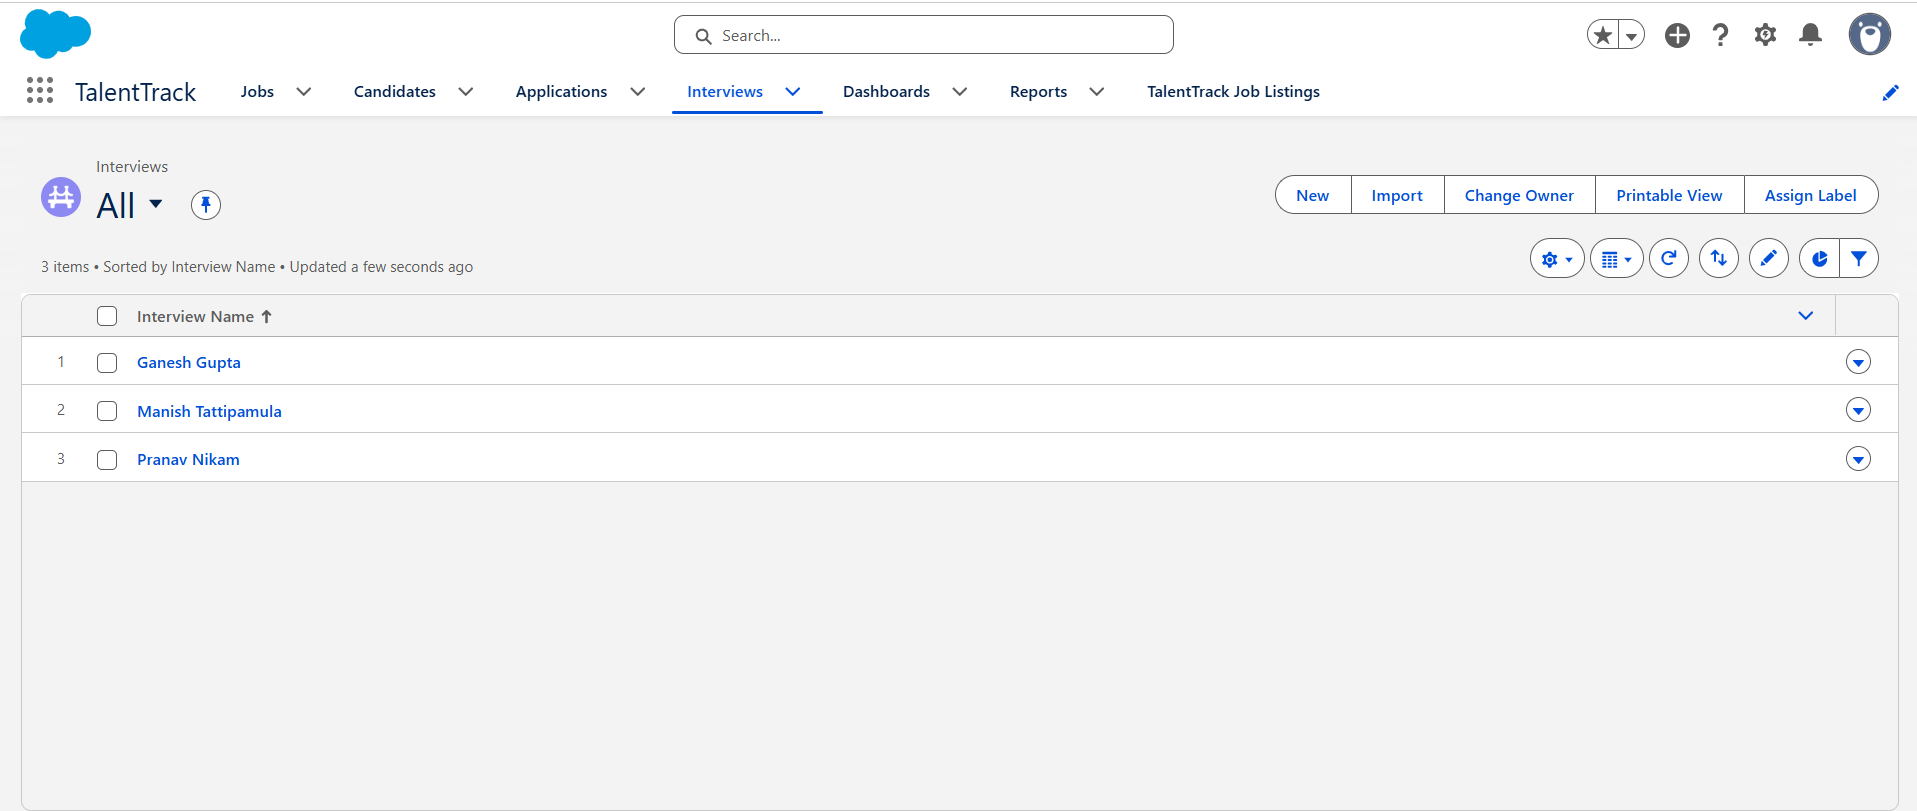 Search...
TalentTrack Jobs Candidates Applications Interviews Dashboards Reports TalentTrack Job Listings
Interviews
All
New Import Change Owner Printable View Assign Label
3 items • Sorted by Interview Name • Updated a few seconds ago
Interview Name
1 Ganesh Gupta
2 Manish Tattipamula
3 Pranav Nikam